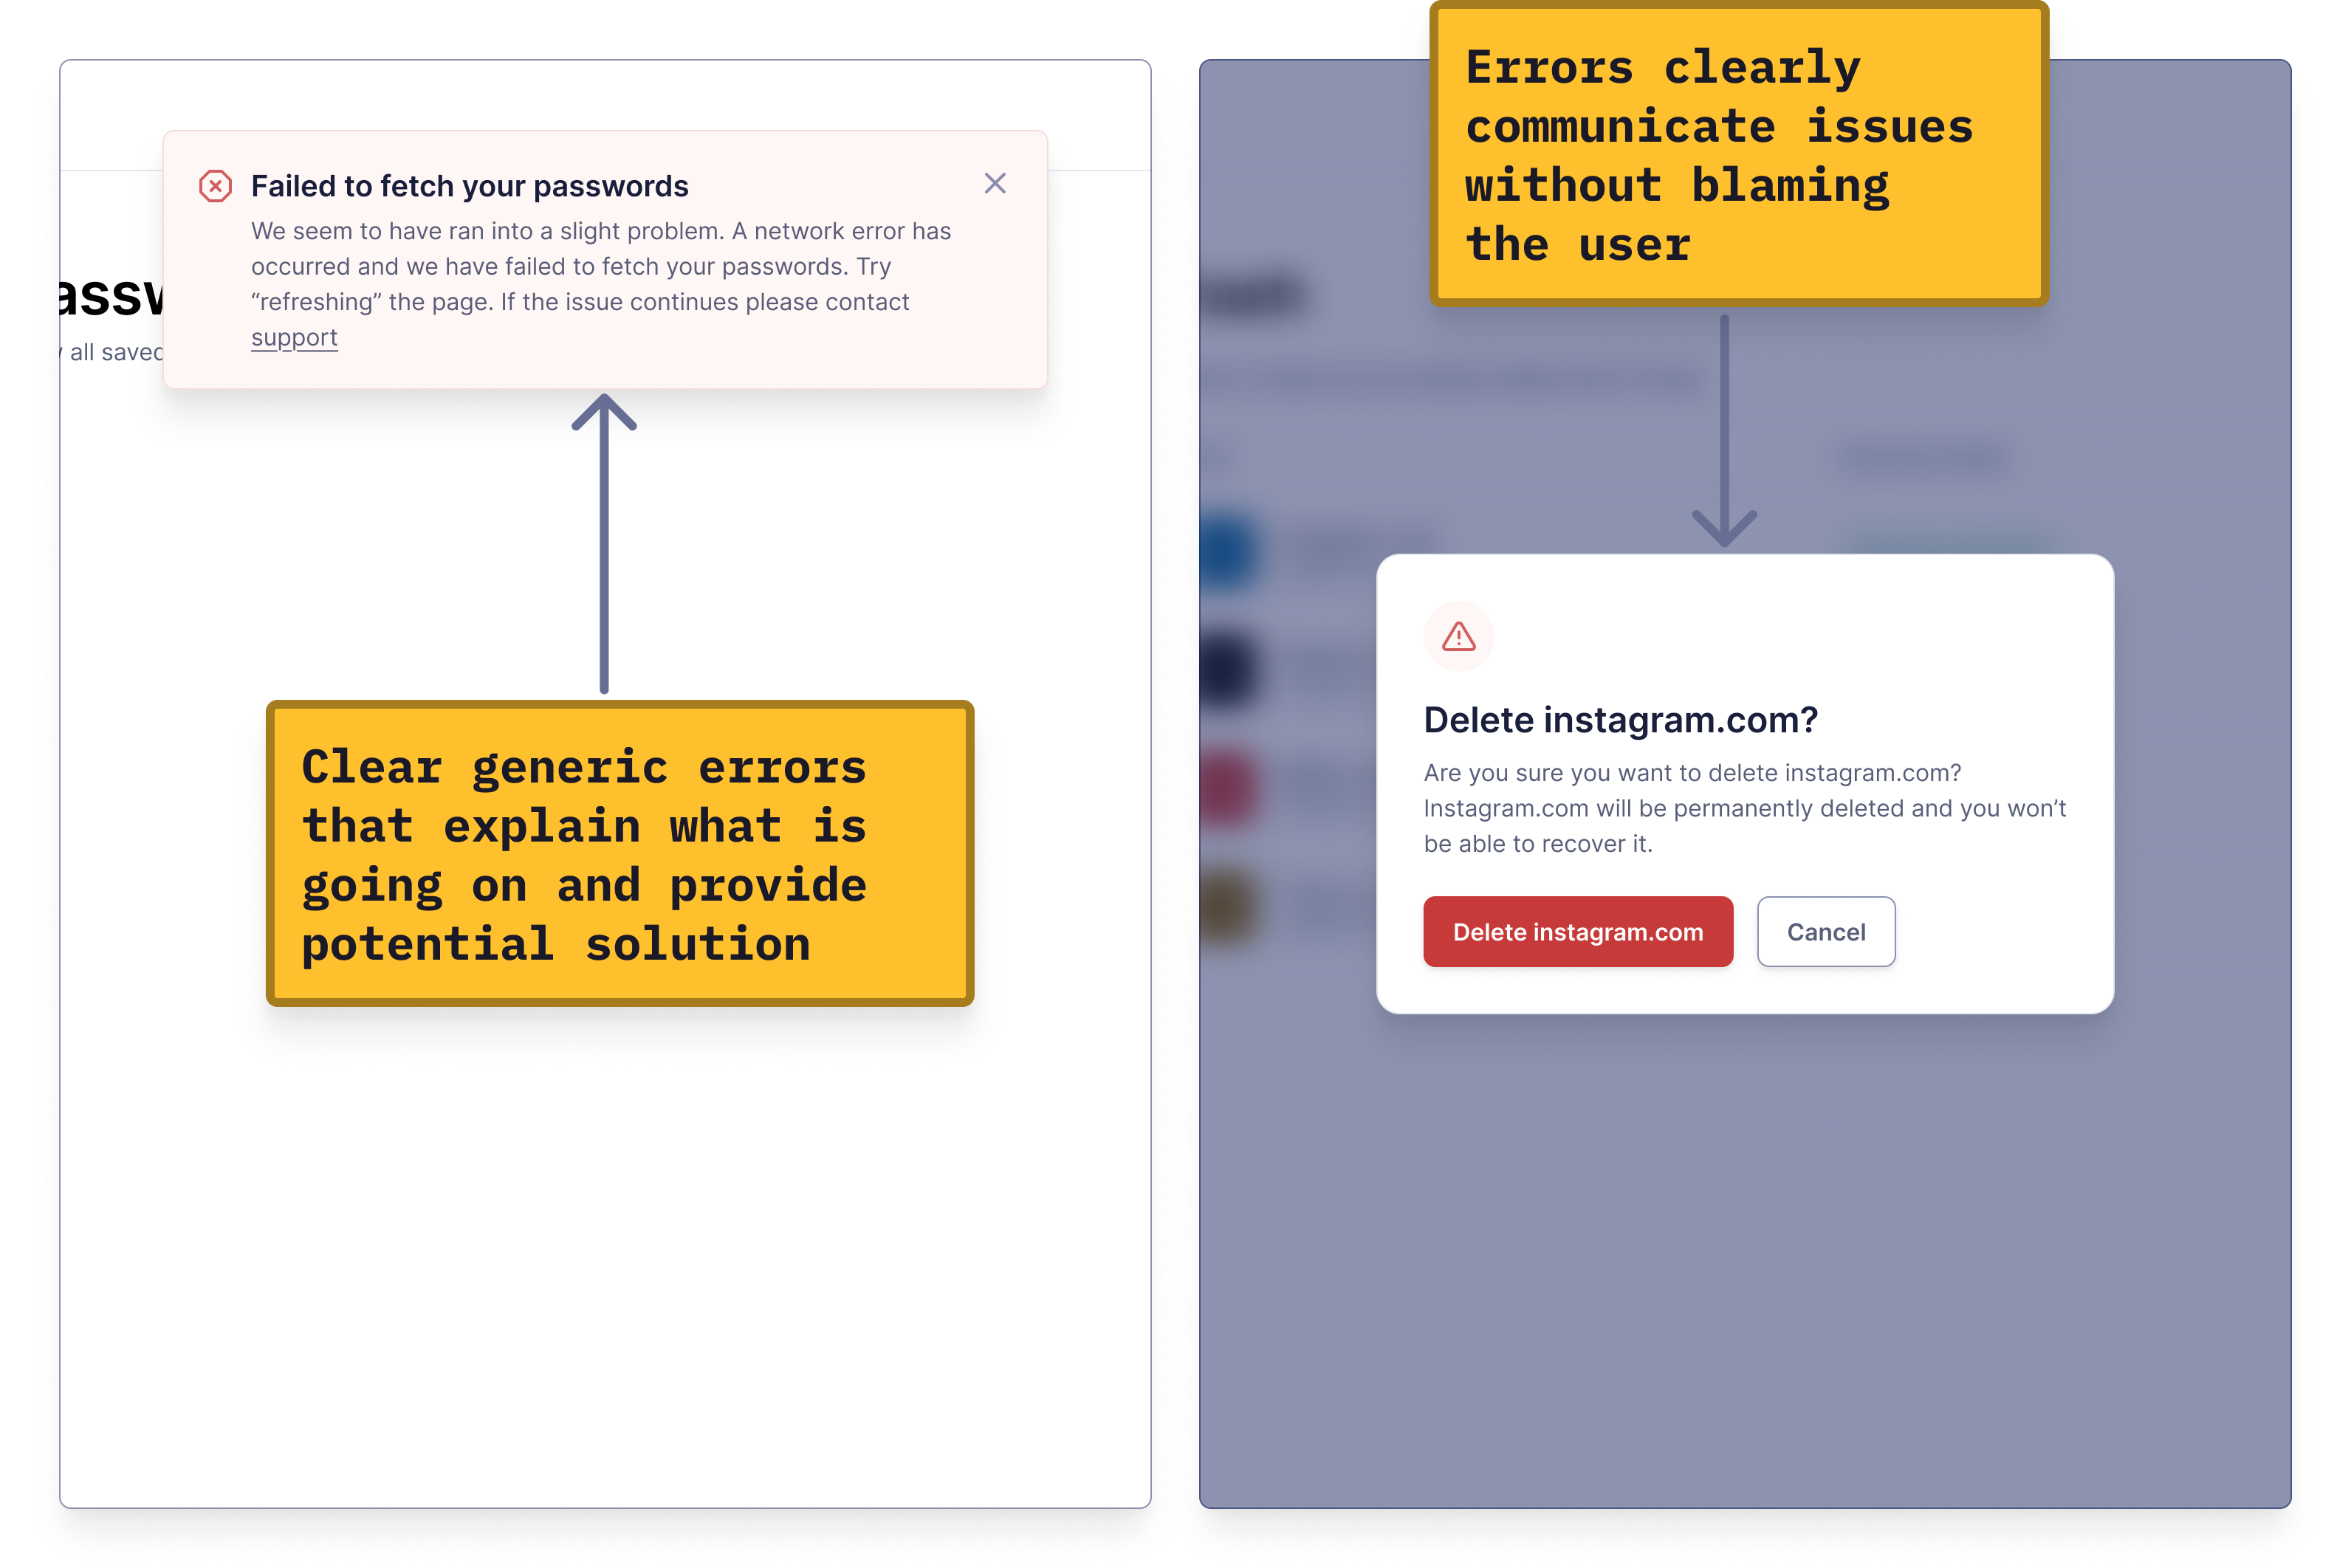 Failed to fetch your passwords
We seem to have ran into a slight problem. A network error has
occurred and we have failed to fetch your passwords. Try
“refreshing” the page. If the issue continues please contact
support
all saved
Clear generic errors
that explain what is
going on and provide
potential solution
Errors clearly
communicate issues
without blaming
the user
Delete instagram.com?
Are you sure you want to delete instagram.com?
Instagram.com will be permanently deleted and you won’t
be able to recover it.
Delete instagram.com
Cancel